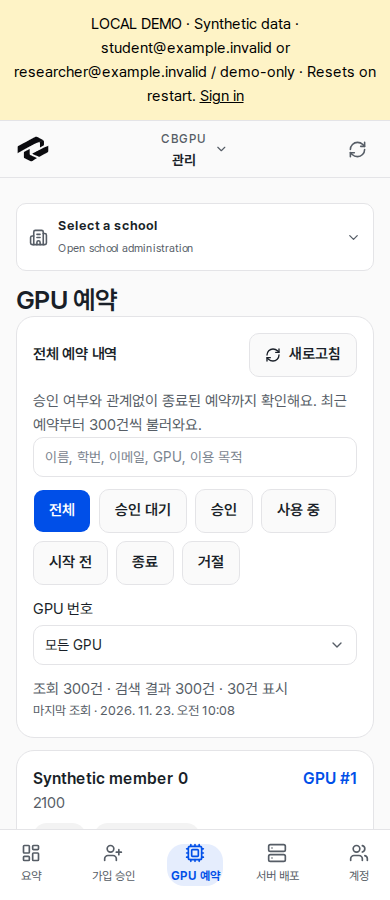 LOCAL DEMO · Synthetic data ·
student@example.invalid or
researcher@example.invalid / demo-only · Resets on
restart. Sign in
CBGPU
관리
Select a school
Open school administration
GPU 예약
전체 예약 내역
새로고침
승인 여부와 관계없이 종료된 예약까지 확인해요. 최근
예약부터 300건씩 불러와요.
이름, 학번, 이메일, GPU, 이용 목적
전체 승인 대기 승인 사용 중
시작 전 종료 거절
GPU 번호
모든 GPU
조회 300건 · 검색 결과 300건 · 30건 표시
마지막 조회 · 2026. 11. 23. 오전 10:08
Synthetic member 0 GPU #1
2100
요약 가입 승인 GPU 예약 서버 배포 계정